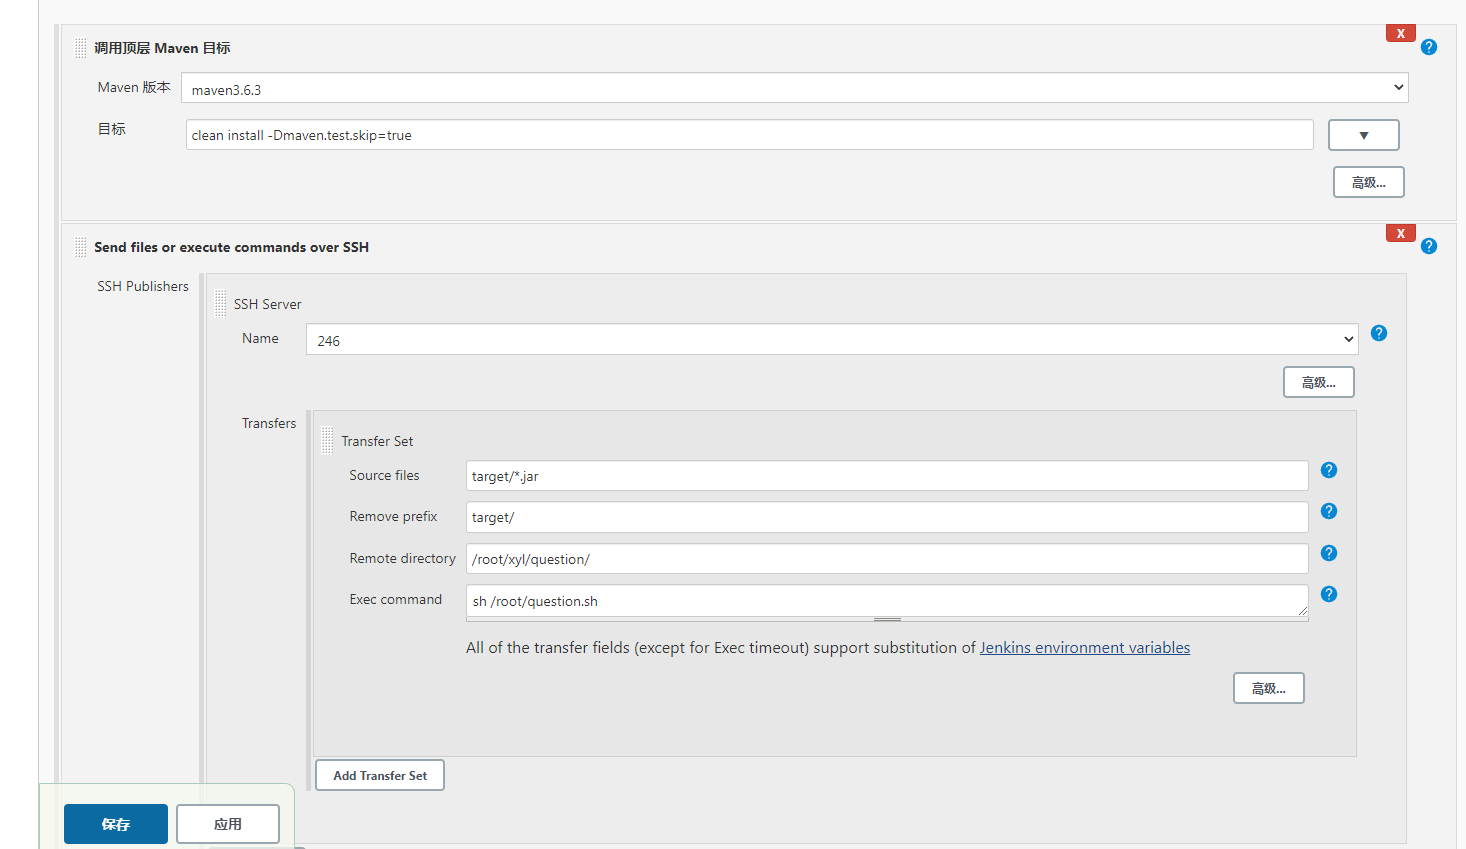 调用顶层 Maven 目标
X
?
Maven 版本
maven3.6.3
目标
clean install -Dmaven.test.skip=true
▼
高级...
Send files or execute commands over SSH
X
?
SSH Publishers
SSH Server
Name
246
?
高级...
Transfers
Transfer Set
Source files
target/*.jar
?
Remove prefix
target/
?
Remote directory
/root/xyl/question/
?
Exec command
sh /root/question.sh
?
All of the transfer fields (except for Exec timeout) support substitution of Jenkins environment variables
高级...
Add Transfer Set
保存
应用